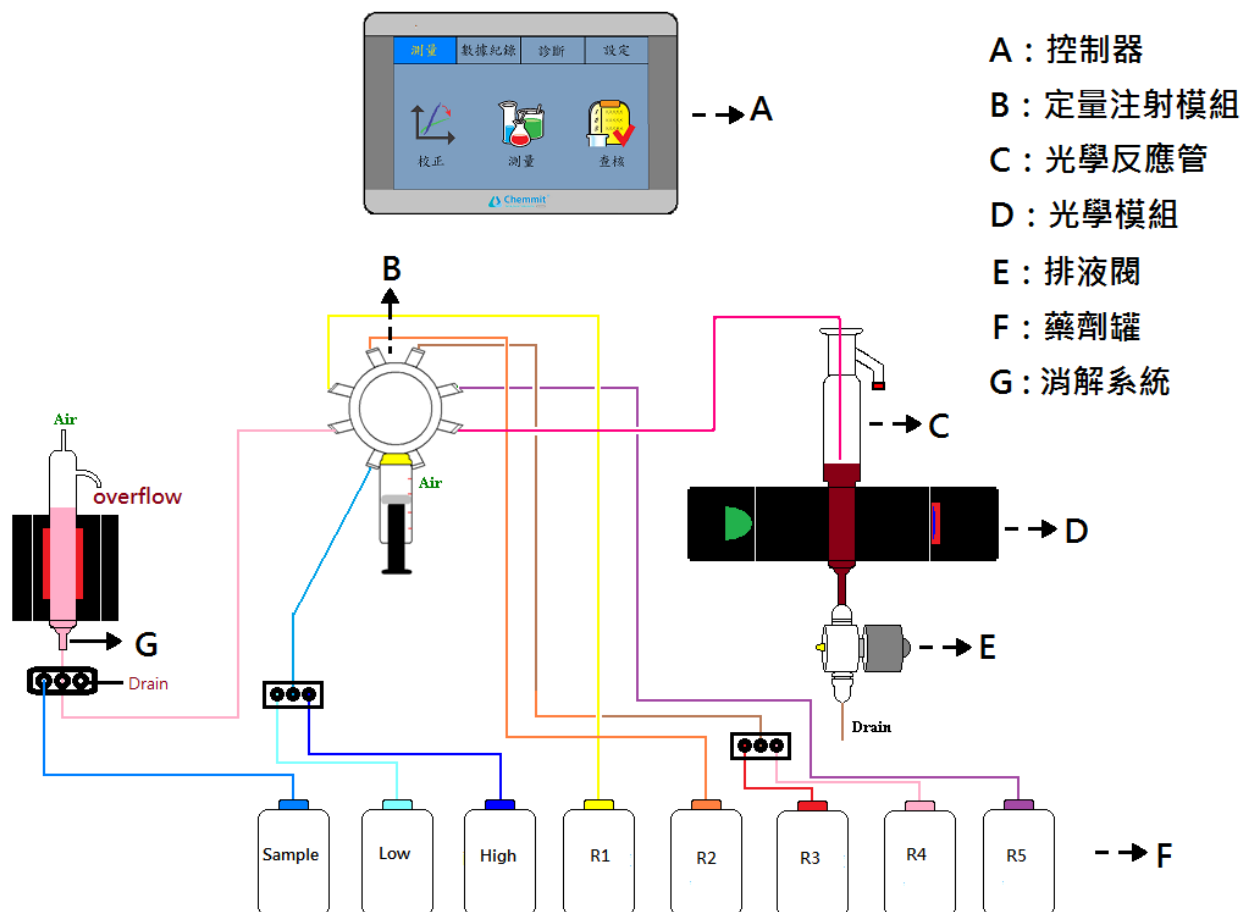 測量 數據紀錄 診斷 設定
校正 測量 查核
Chemmit
A
A：控制器
B：定量注射模組
C：光學反應管
D：光學模組
E：排液閥
F：藥劑罐
G：消解系統
B
Air
overflow
Air
C
D
G
E
Drain
Drain
Sample
Low
High
R1
R2
R3
R4
R5
F